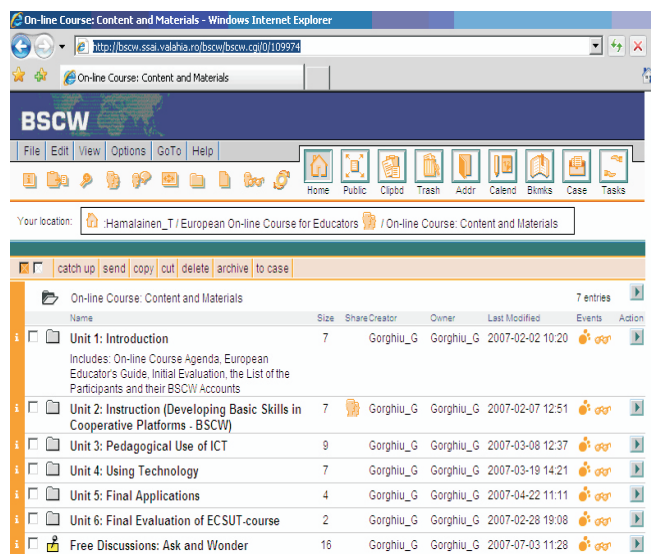 On-line Course: Content and Materials - Windows Internet Explorer
http://bscw.ssai.valahia.ro/bscw/bscw.cgi/0/109974
On-line Course: Content and Materials
BSCW
File Edit View Options GoTo Help
Home Public Clipbd Trash Addr Calend Bkmks Case Tasks
Your location: :Hamalainen_T / European On-line Course for Educators / On-line Course: Content and Materials
catch up send copy cut delete archive to case
On-line Course: Content and Materials 7 entries
Name Size Share Creator Owner Last Modified Events Action
i Unit 1: Introduction 7 Gorghiu_G Gorghiu_G 2007-02-02 10:20
Includes: On-line Course Agenda, European
Educator's Guide, Initial Evaluation, the List of the
Participants and their BSCW Accounts
i Unit 2: Instruction (Developing Basic Skills in 7 Gorghiu_G Gorghiu_G 2007-02-07 12:51
Cooperative Platforms - BSCW)
i Unit 3: Pedagogical Use of ICT 9 Gorghiu_G Gorghiu_G 2007-03-08 12:37
i Unit 4: Using Technology 7 Gorghiu_G Gorghiu_G 2007-03-19 14:21
i Unit 5: Final Applications 4 Gorghiu_G Gorghiu_G 2007-04-22 11:11
i Unit 6: Final Evaluation of ECSUT-course 2 Gorghiu_G Gorghiu_G 2007-02-28 19:08
i Free Discussions: Ask and Wonder 16 Gorghiu_G Gorghiu_G 2007-07-03 11:28